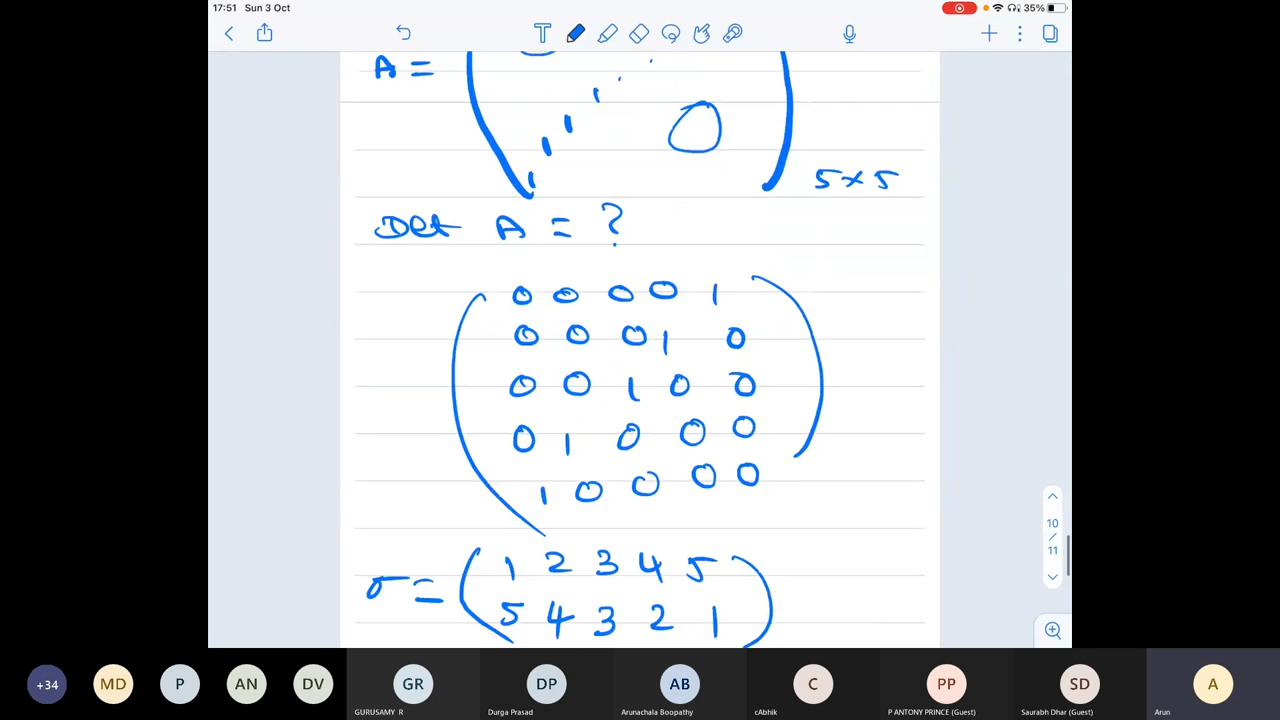 17:51 Sun 3 Oct
35%
A =
5 × 5
Det A = ?
0 0 0 0 1
0 0 0 1 0
0 0 1 0 0
0 1 0 0 0
1 0 0 0 0
σ = ( 1 2 3 4 5
5 4 3 2 1 )
10
/
11
+34 MD P AN DV GR DP AB C PP SD A
GURUSAMY R Durga Prasad Arunachala Boopathy cAbhik P ANTONY PRINCE (Guest) Saurabh Dhar (Guest) Arun